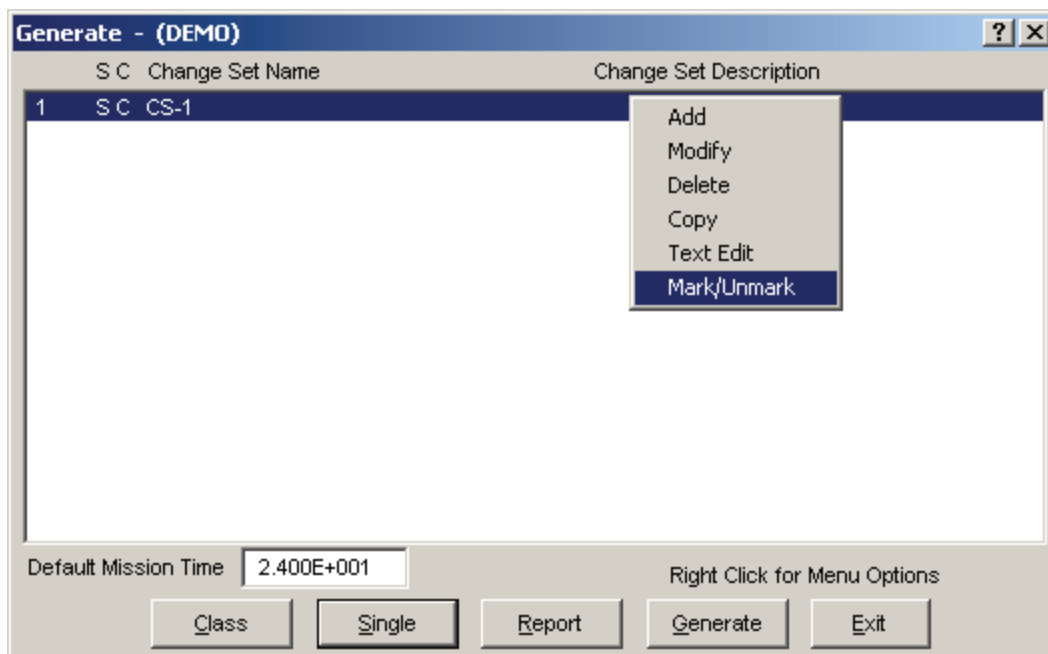 Generate - (DEMO)
? X
S C Change Set Name Change Set Description
1 S C CS-1
Add
Modify
Delete
Copy
Text Edit
Mark/Unmark
Default Mission Time 2.400E+001
Right Click for Menu Options
Class Single Report Generate Exit